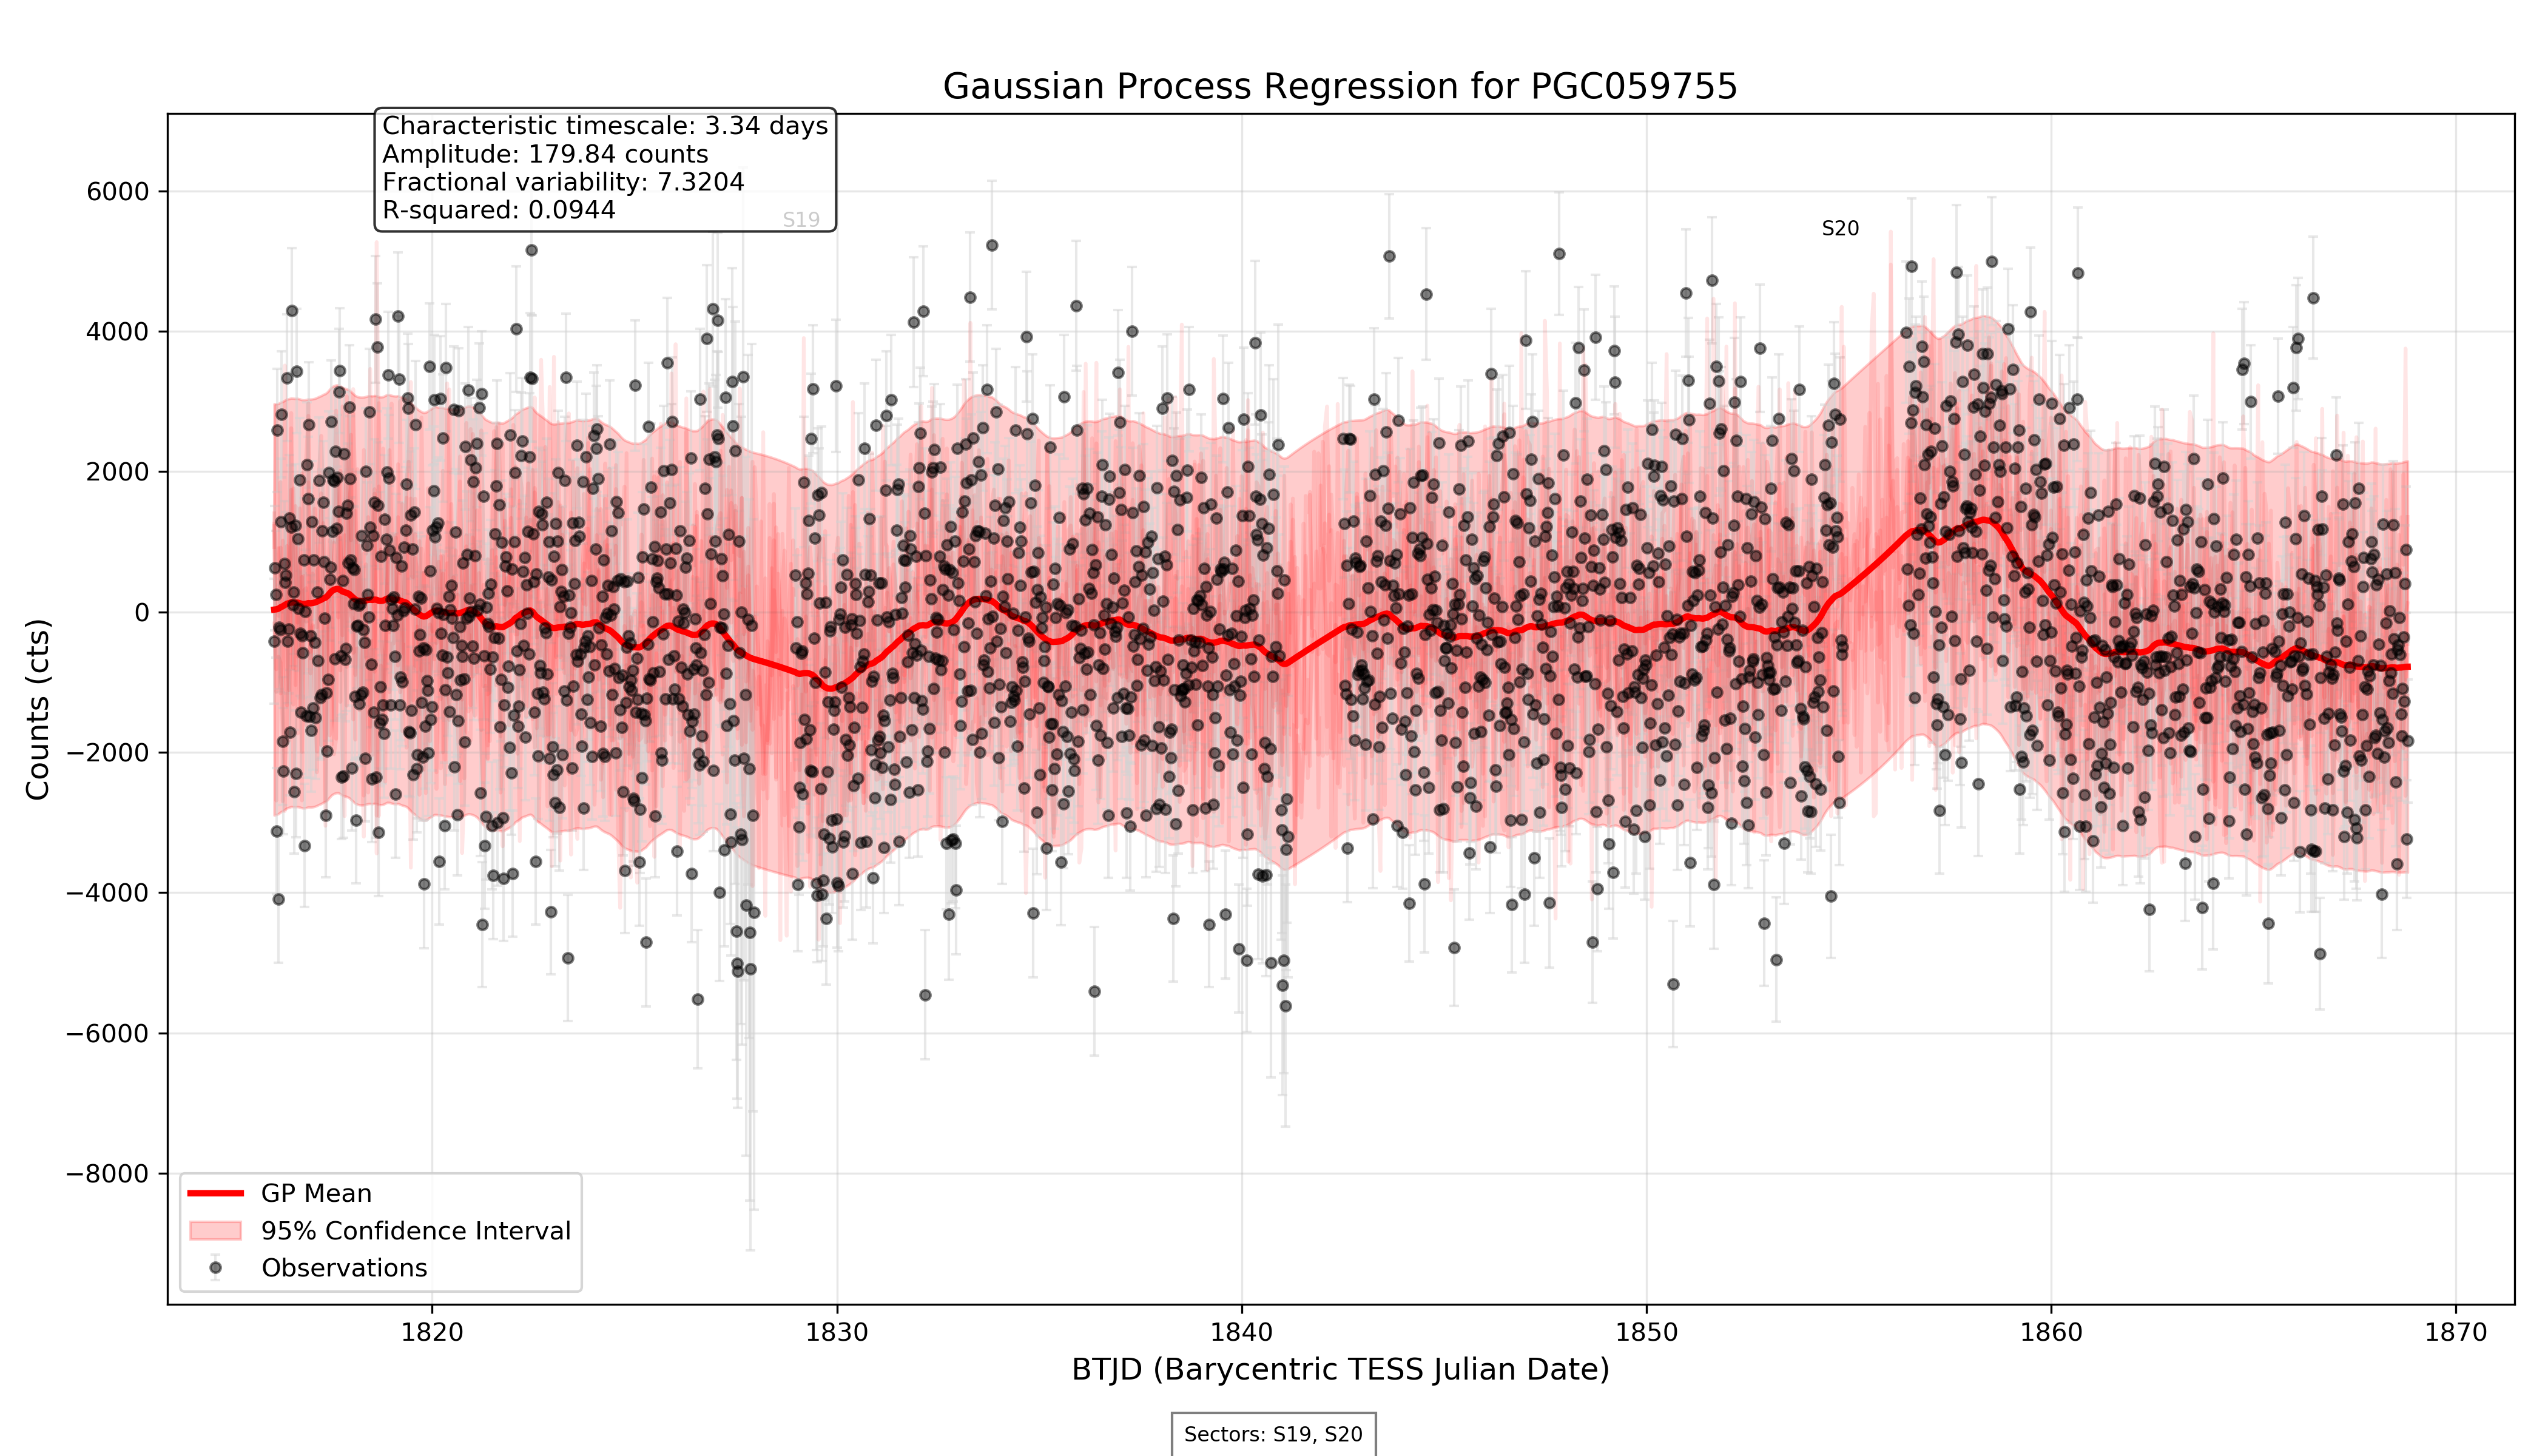 Gaussian Process Regression for PGC059755
Characteristic timescale: 3.34 days
Amplitude: 179.84 counts
Fractional variability: 7.3204
R-squared: 0.0944
S19
S20
Counts (cts)
6000
4000
2000
0
−2000
−4000
−6000
−8000
GP Mean
95% Confidence Interval
Observations
1820
1830
1840
1850
1860
1870
BTJD (Barycentric TESS Julian Date)
Sectors: S19, S20